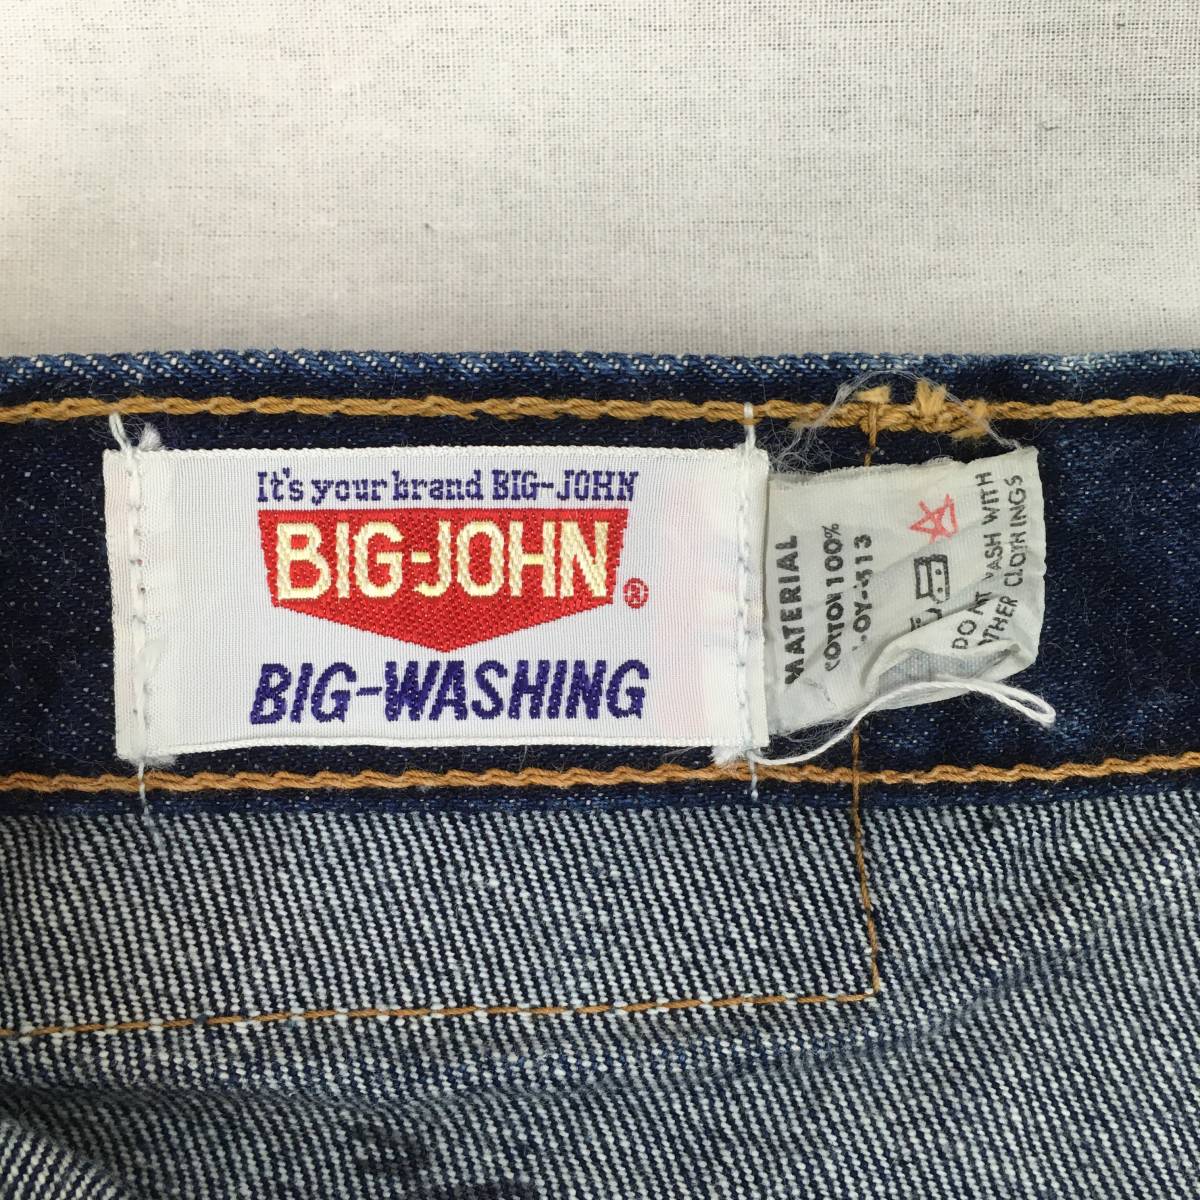 It's your brand BIG-JOHN
BIG-JOHN
®
BIG-WASHING
MATERIAL
COTTON 100%
DO NOT WASH WITH
OTHER CLOTHINGS